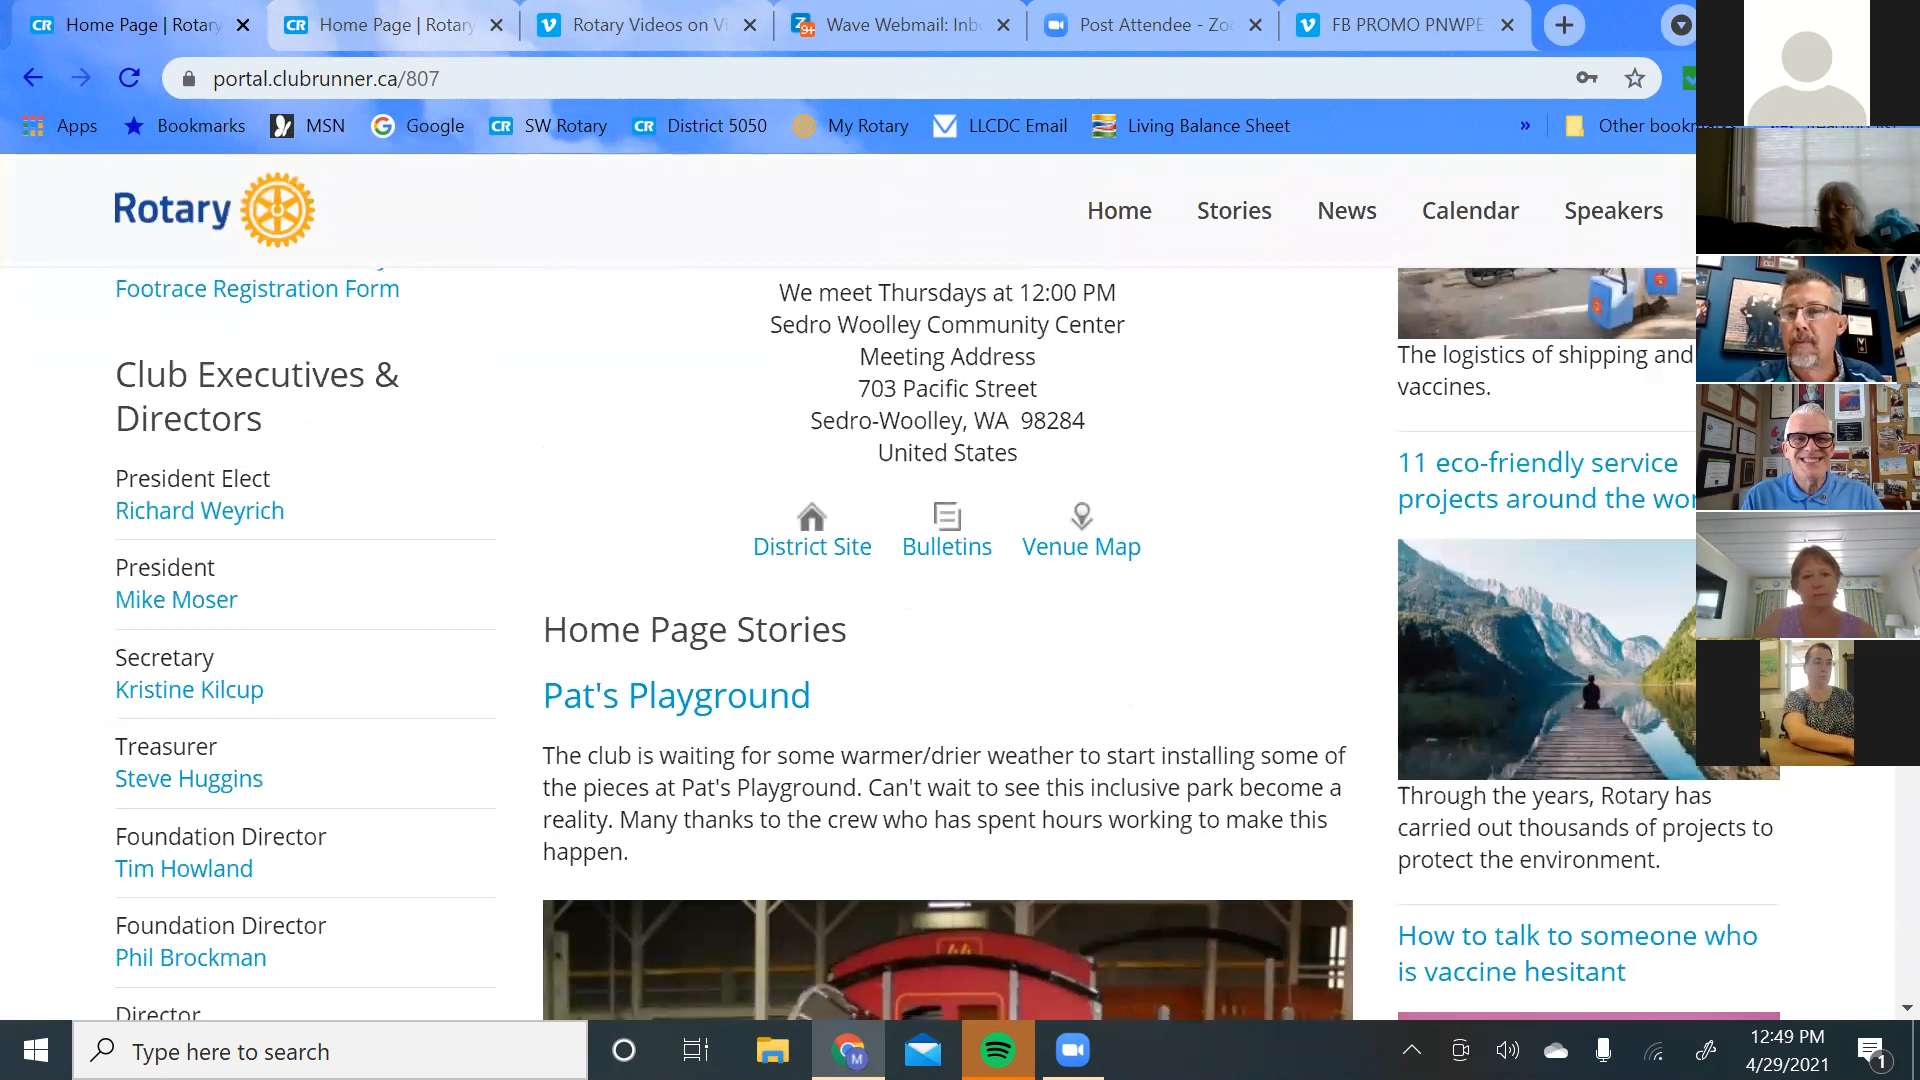 Home Page | Rotary
Home Page | Rotary
Rotary Videos on Vi
Wave Webmail: Inb
Post Attendee - Zoo
FB PROMO PNWPE
portal.clubrunner.ca/807
Apps
Bookmarks
MSN
Google
SW Rotary
District 5050
My Rotary
LLCDC Email
Living Balance Sheet
»
Other bookmarks
Rotary
Home
Stories
News
Calendar
Speakers
Footrace Registration Form
Club Executives &
Directors
President Elect
Richard Weyrich
President
Mike Moser
Secretary
Kristine Kilcup
Treasurer
Steve Huggins
Foundation Director
Tim Howland
Foundation Director
Phil Brockman
Director
We meet Thursdays at 12:00 PM
Sedro Woolley Community Center
Meeting Address
703 Pacific Street
Sedro-Woolley, WA  98284
United States
District Site
Bulletins
Venue Map
Home Page Stories
Pat's Playground
The club is waiting for some warmer/drier weather to start installing some of
the pieces at Pat's Playground. Can't wait to see this inclusive park become a
reality. Many thanks to the crew who has spent hours working to make this
happen.
The logistics of shipping and
vaccines.
11 eco-friendly service
projects around the wor
Through the years, Rotary has
carried out thousands of projects to
protect the environment.
How to talk to someone who
is vaccine hesitant
Type here to search
12:49 PM
4/29/2021
1